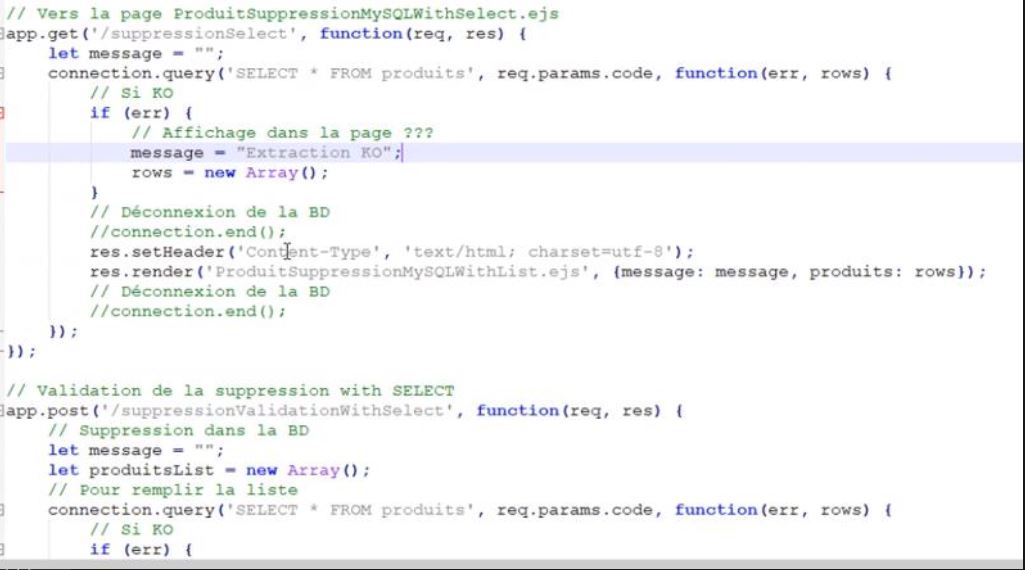 // Vers la page ProduitSuppressionMySQLWithSelect.ejs
app.get('/suppressionSelect', function(req, res) {
let message = "";
connection.query('SELECT * FROM produits', req.params.code, function(err, rows) {
// Si KO
if (err) {
// Affichage dans la page ???
message = "Extraction KO";
rows = new Array();
}
// Déconnexion de la BD
//connection.end();
res.setHeader('Content-Type', 'text/html; charset=utf-8');
res.render('ProduitSuppressionMySQLWithList.ejs', {message: message, produits: rows});
// Déconnexion de la BD
//connection.end();
});
});
// Validation de la suppression with SELECT
app.post('/suppressionValidationWithSelect', function(req, res) {
// Suppression dans la BD
let message = "";
let produitsList = new Array();
// Pour remplir la liste
connection.query('SELECT * FROM produits', req.params.code, function(err, rows) {
// Si KO
if (err) {